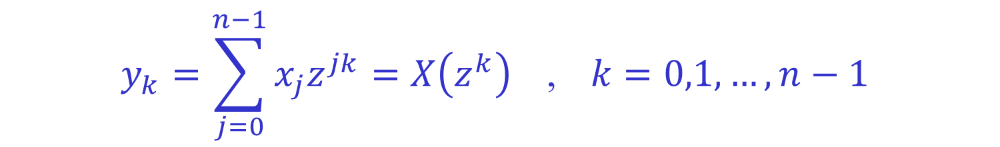 y_k = \sum_{j=0}^{n-1} x_j z^{jk} = X(z^k) , k = 0,1, … , n − 1